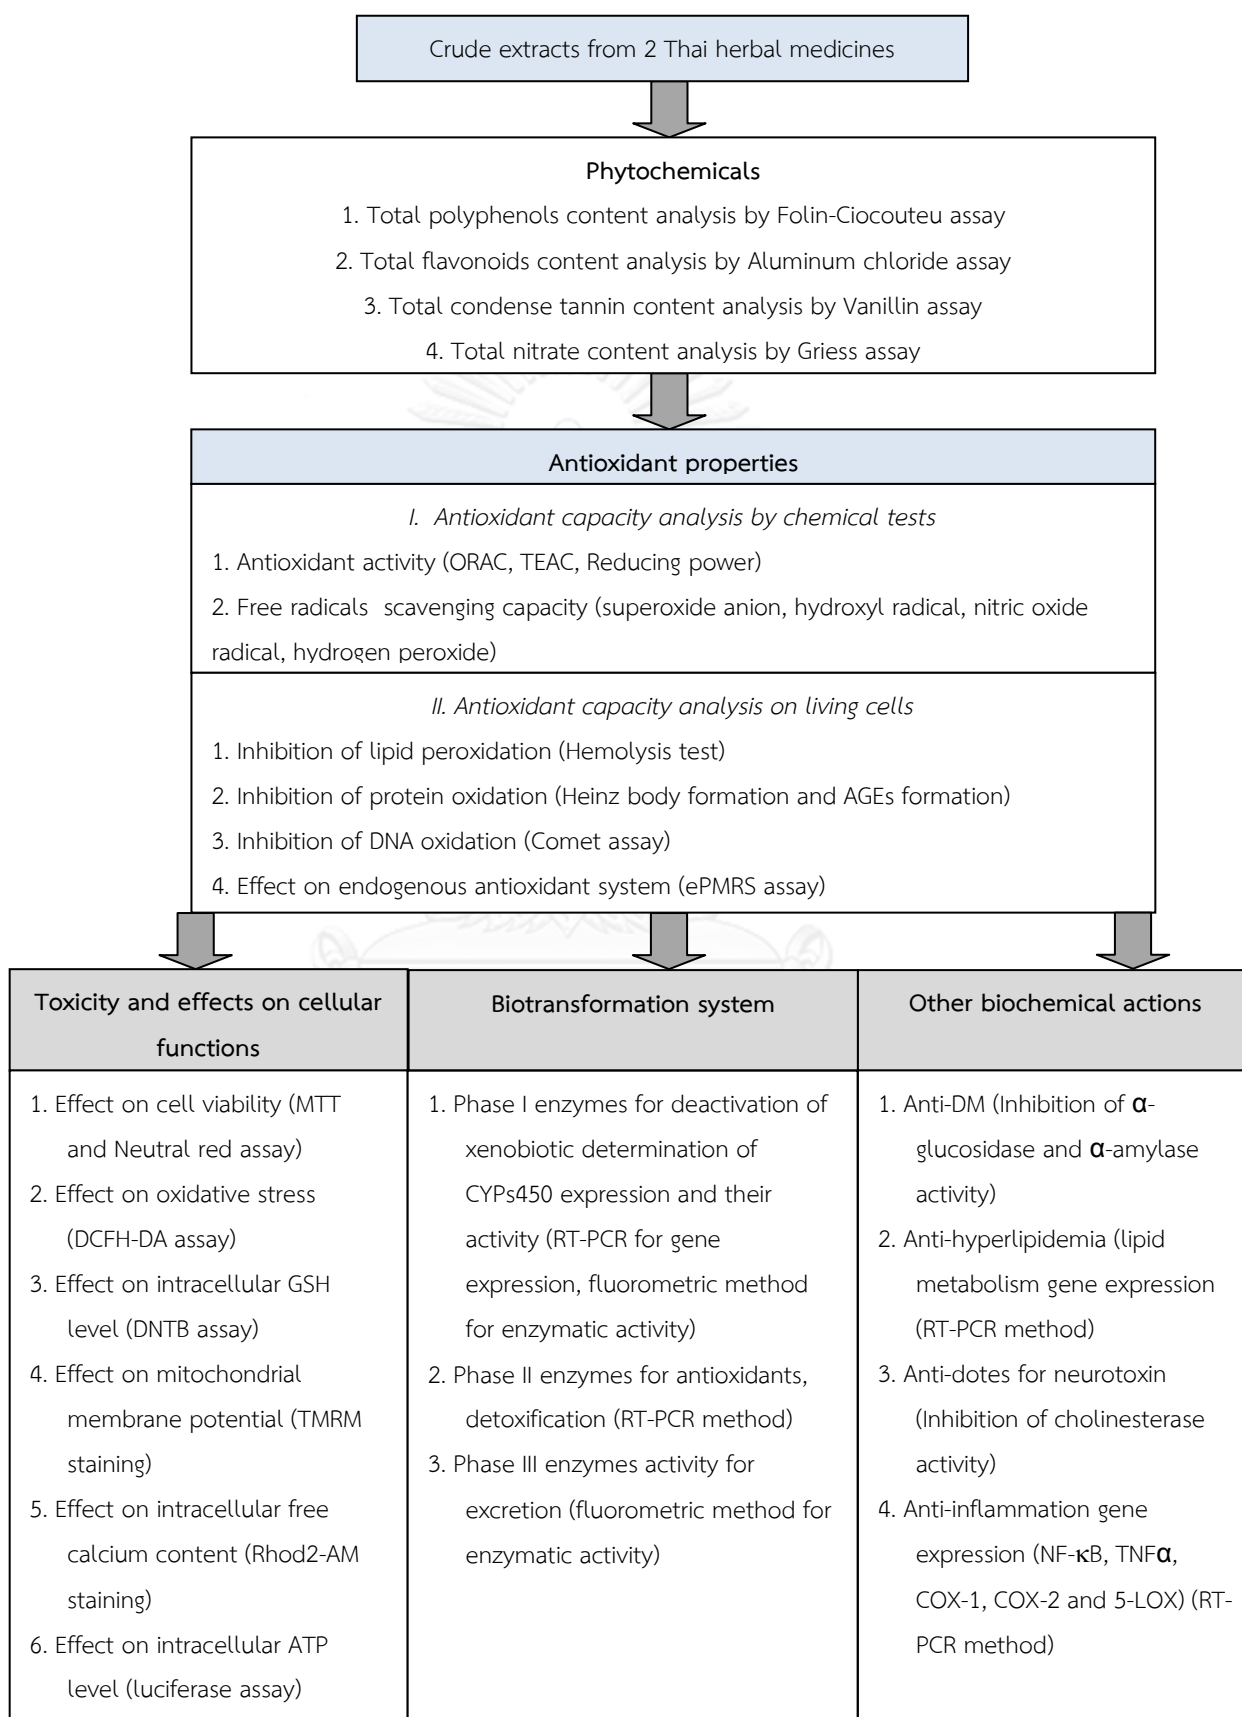 Crude extracts from 2 Thai herbal medicines
Phytochemicals
1. Total polyphenols content analysis by Folin-Ciocouteu assay
2. Total flavonoids content analysis by Aluminum chloride assay
3. Total condense tannin content analysis by Vanillin assay
4. Total nitrate content analysis by Griess assay
Antioxidant properties
I. Antioxidant capacity analysis by chemical tests
1. Antioxidant activity (ORAC, TEAC, Reducing power)
2. Free radicals scavenging capacity (superoxide anion, hydroxyl radical, nitric oxide
radical, hydrogen peroxide)
II. Antioxidant capacity analysis on living cells
1. Inhibition of lipid peroxidation (Hemolysis test)
2. Inhibition of protein oxidation (Heinz body formation and AGEs formation)
3. Inhibition of DNA oxidation (Comet assay)
4. Effect on endogenous antioxidant system (ePMRS assay)
Toxicity and effects on cellular
functions
1. Effect on cell viability (MTT
and Neutral red assay)
2. Effect on oxidative stress
(DCFH-DA assay)
3. Effect on intracellular GSH
level (DNTB assay)
4. Effect on mitochondrial
membrane potential (TMRM
staining)
5. Effect on intracellular free
calcium content (Rhod2-AM
staining)
6. Effect on intracellular ATP
level (luciferase assay)
Biotransformation system
1. Phase I enzymes for deactivation of
xenobiotic determination of
CYPs450 expression and their
activity (RT-PCR for gene
expression, fluorometric method
for enzymatic activity)
2. Phase II enzymes for antioxidants,
detoxification (RT-PCR method)
3. Phase III enzymes activity for
excretion (fluorometric method for
enzymatic activity)
Other biochemical actions
1. Anti-DM (Inhibition of α-
glucosidase and α-amylase
activity)
2. Anti-hyperlipidemia (lipid
metabolism gene expression
(RT-PCR method)
3. Anti-dotes for neurotoxin
(Inhibition of cholinesterase
activity)
4. Anti-inflammation gene
expression (NF-κB, TNFα,
COX-1, COX-2 and 5-LOX) (RT-
PCR method)